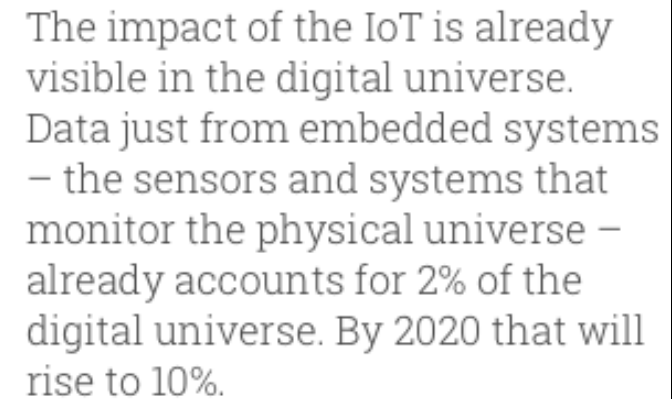 The impact of the IoT is already
visible in the digital universe.
Data just from embedded systems
– the sensors and systems that
monitor the physical universe –
already accounts for 2% of the
digital universe. By 2020 that will
rise to 10%.